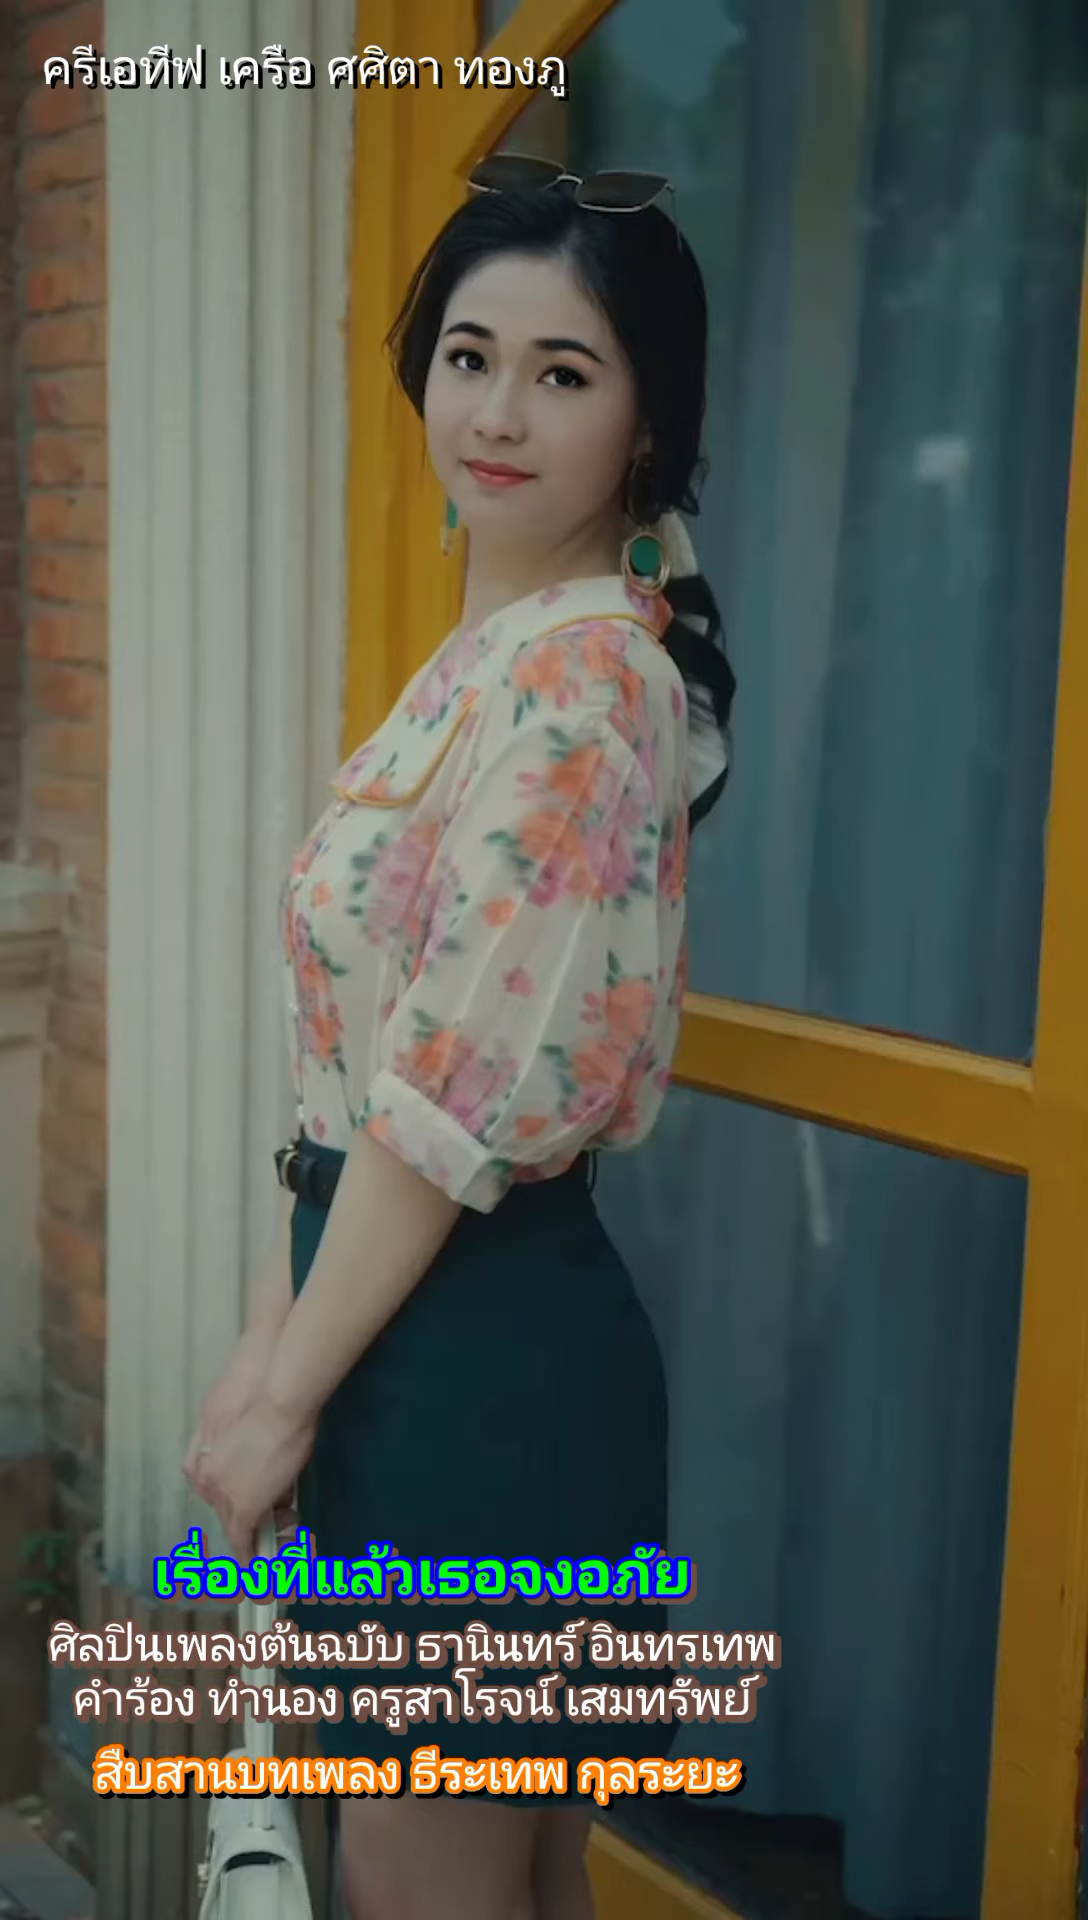 ครีเอทีฟ เครือ ศศิตา ทองภู
เรื่องที่แล้วเธอจงอภัย
ศิลปินเพลงต้นฉบับ ธานินทร์ อินทรเทพ
คำร้อง ทำนอง ครูสาโรจน์ เสมทรัพย์
สืบสานบทเพลง ธีระเทพ กุลระยะ